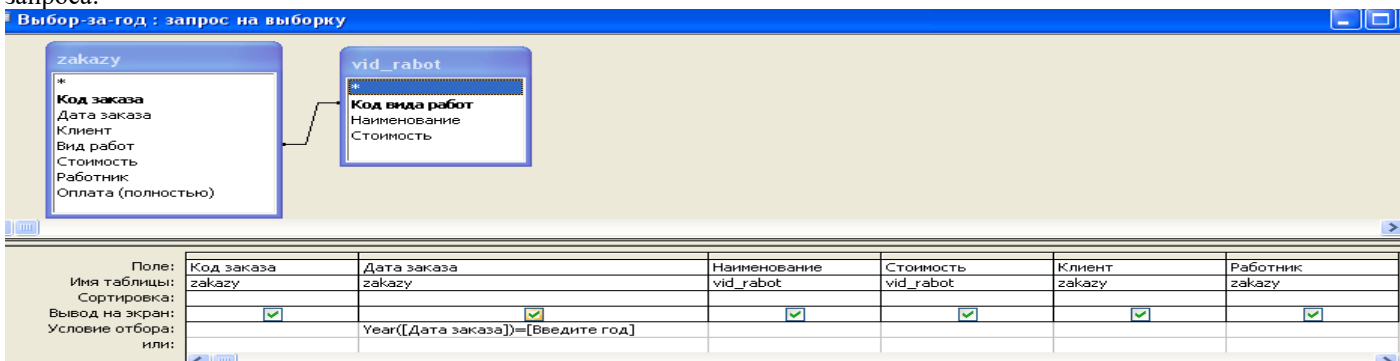 запроса.
Выбор-за-год : запрос на выборку
zakazy
*
Код заказа
Дата заказа
Клиент
Вид работ
Стоимость
Работник
Оплата (полностью)
vid_rabot
*
Код вида работ
Наименование
Стоимость
Поле: Код заказа Дата заказа Наименование Стоимость Клиент Работник
Имя таблицы: zakazy zakazy vid_rabot vid_rabot zakazy zakazy
Сортировка:
Вывод на экран:
Условие отбора: Year([Дата заказа])=[Введите год]
или: